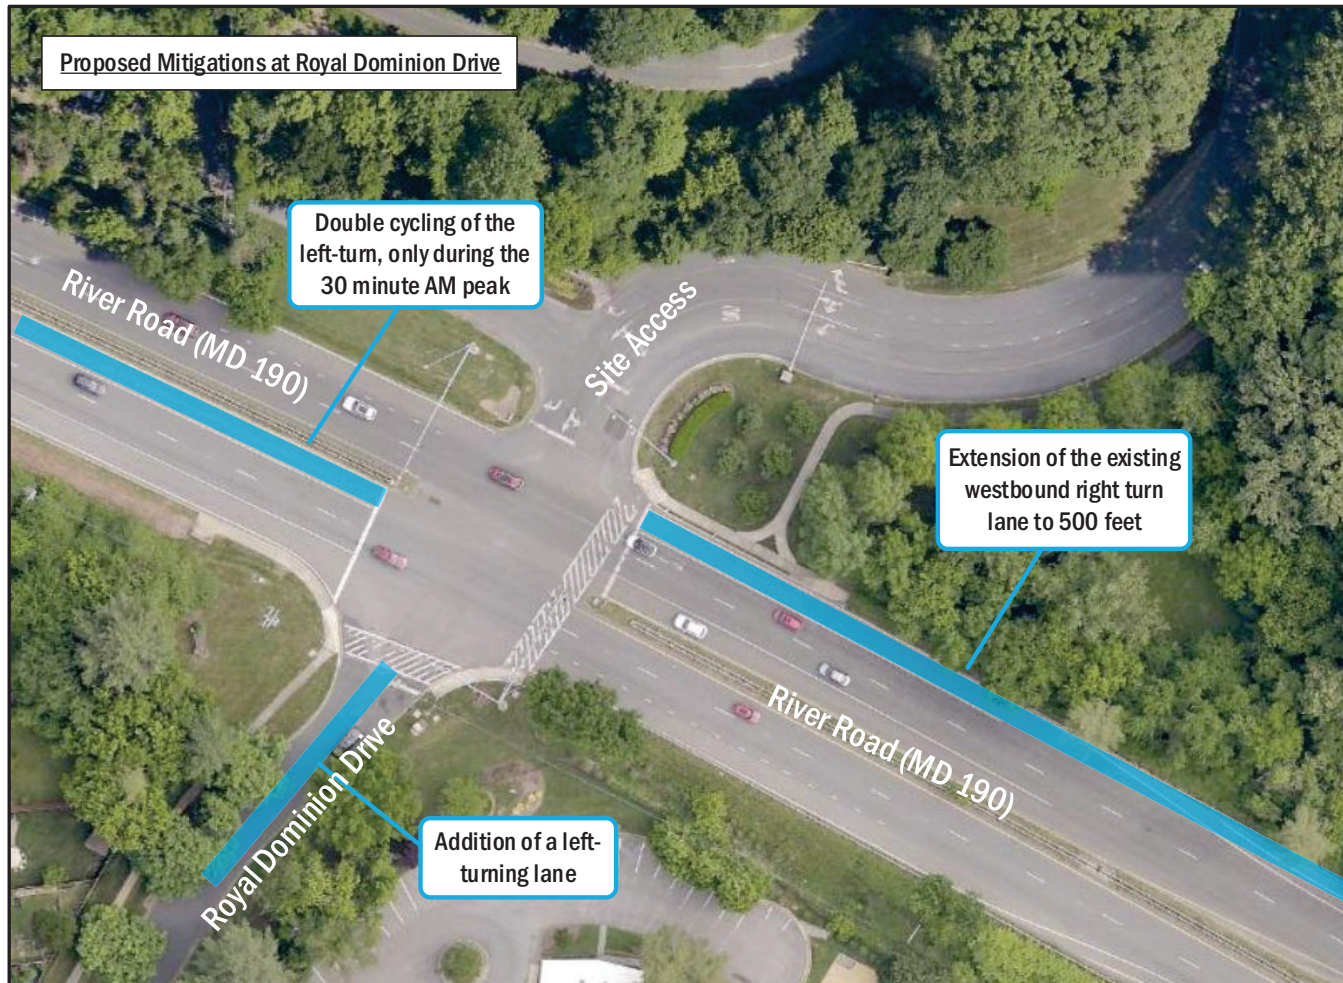 Proposed Mitigations at Royal Dominion Drive
Double cycling of the
left-turn, only during the
30 minute AM peak
River Road (MD 190)
Site Access
Extension of the existing
westbound right turn
lane to 500 feet
River Road (MD 190)
Royal Dominion Drive
Addition of a left-
turning lane